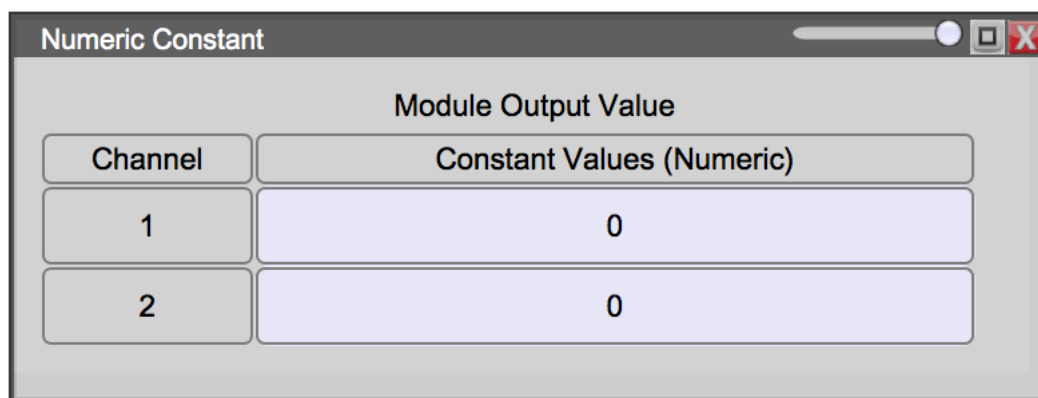 Numeric Constant
Module Output Value
Channel Constant Values (Numeric)
1 0
2 0